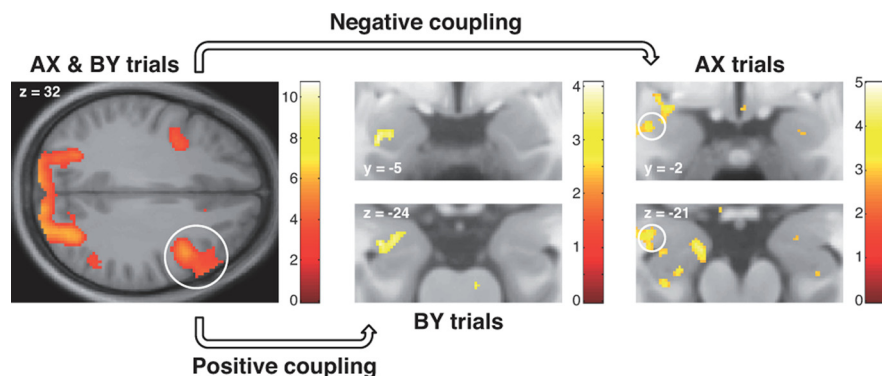 Negative coupling
AX & BY trials
AX trials
z = 32
10
8
6
4
2
0
y = -5
z = -24
4
3
2
1
0
y = -2
z = -21
5
4
3
2
1
0
BY trials
Positive coupling